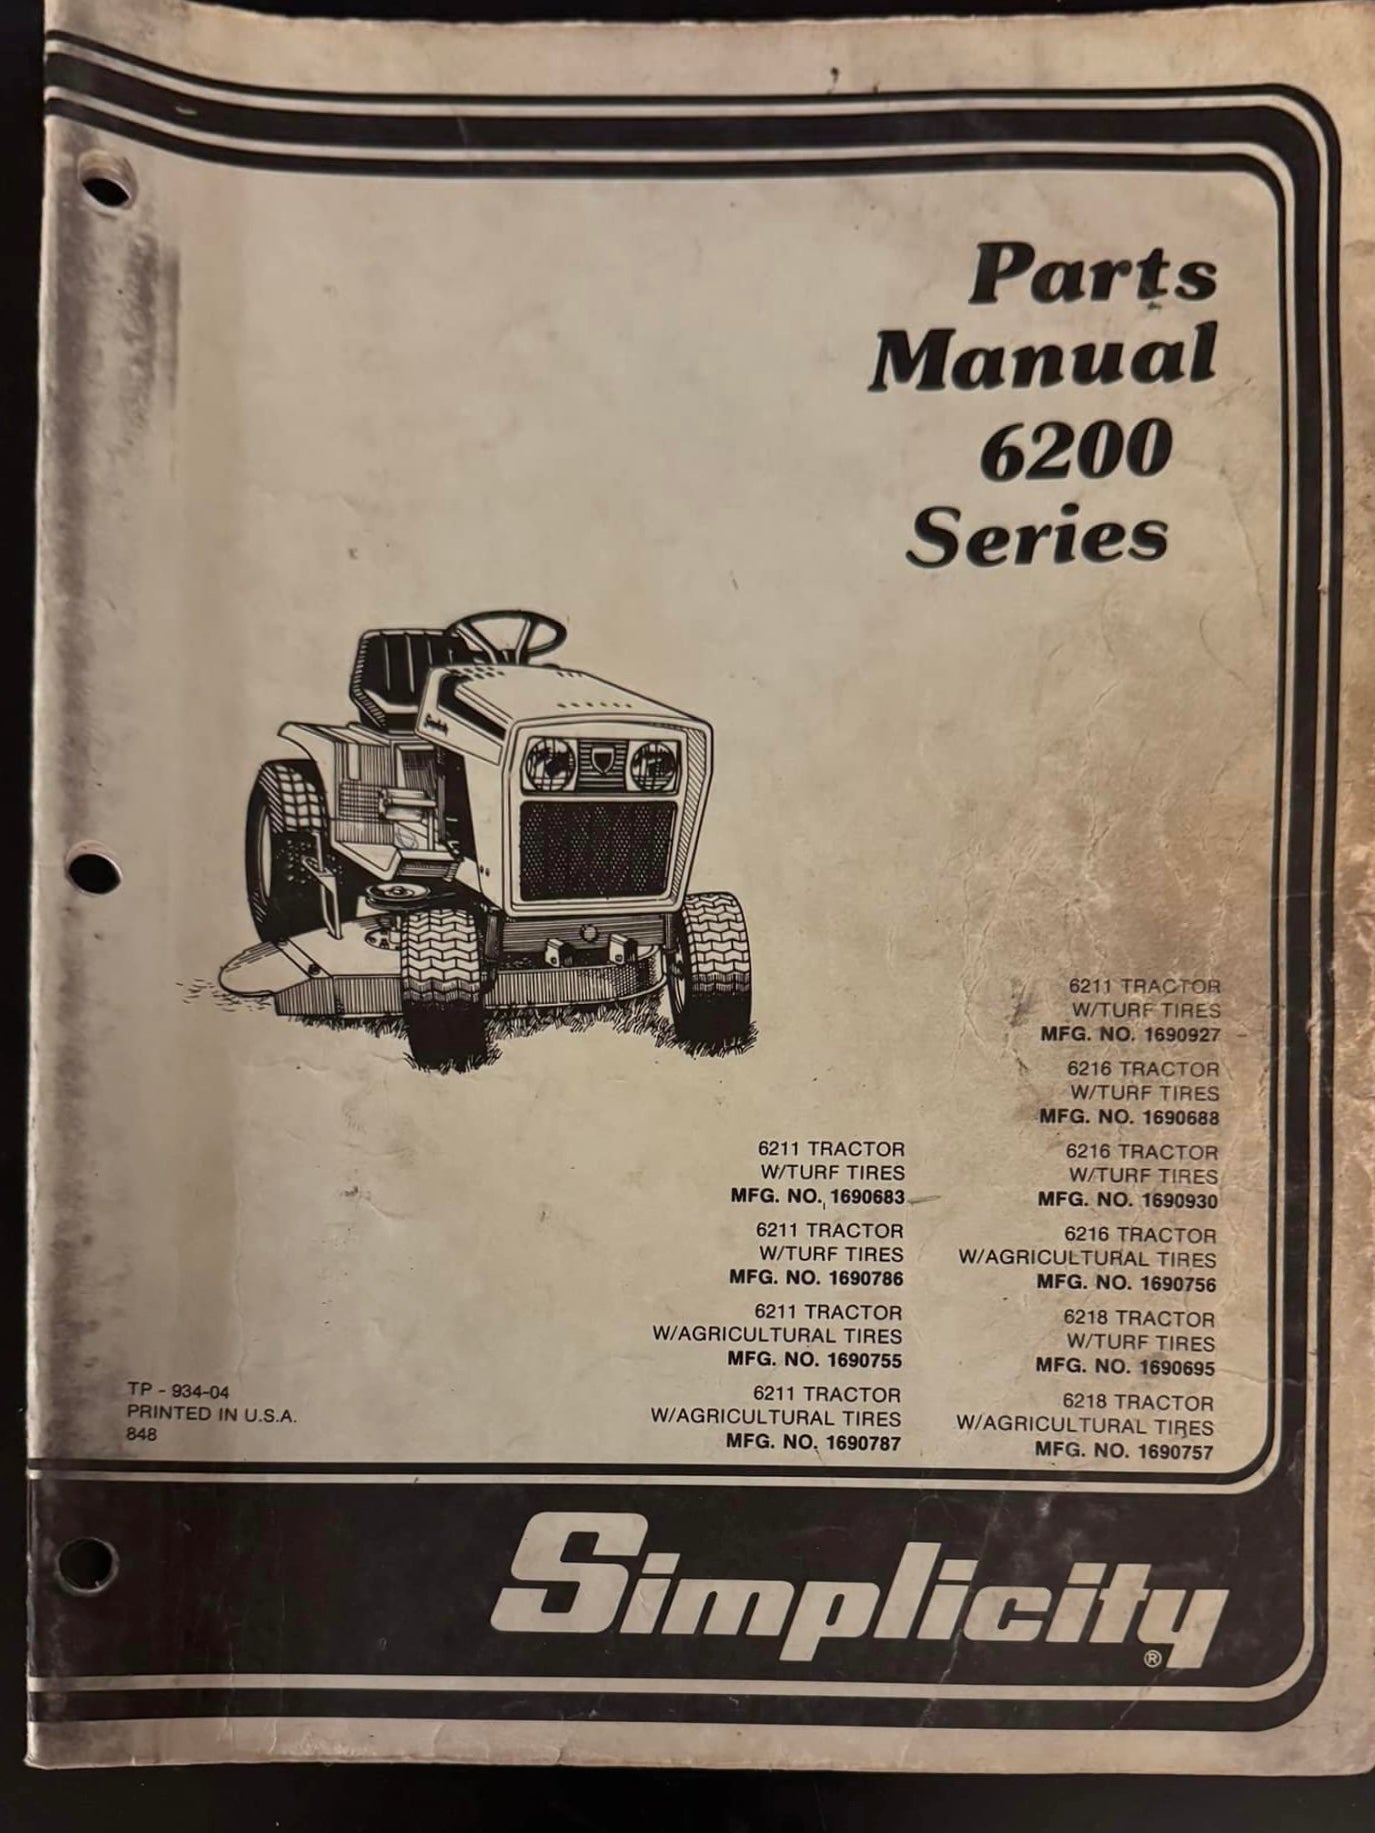 Parts
Manual
6200
Series
Simplicity
6211 TRACTOR
W/TURF TIRES
MFG. NO. 1690683
6211 TRACTOR
W/TURF TIRES
MFG. NO. 1690786
6211 TRACTOR
W/AGRICULTURAL TIRES
MFG. NO. 1690755
6211 TRACTOR
W/AGRICULTURAL TIRES
MFG. NO. 1690787
6211 TRACTOR
W/TURF TIRES
MFG. NO. 1690927
6216 TRACTOR
W/TURF TIRES
MFG. NO. 1690688
6216 TRACTOR
W/TURF TIRES
MFG. NO. 1690930
6216 TRACTOR
W/AGRICULTURAL TIRES
MFG. NO. 1690756
6218 TRACTOR
W/TURF TIRES
MFG. NO. 1690695
6218 TRACTOR
W/AGRICULTURAL TIRES
MFG. NO. 1690757
TP - 934-04
PRINTED IN U.S.A.
848
Simplicity®